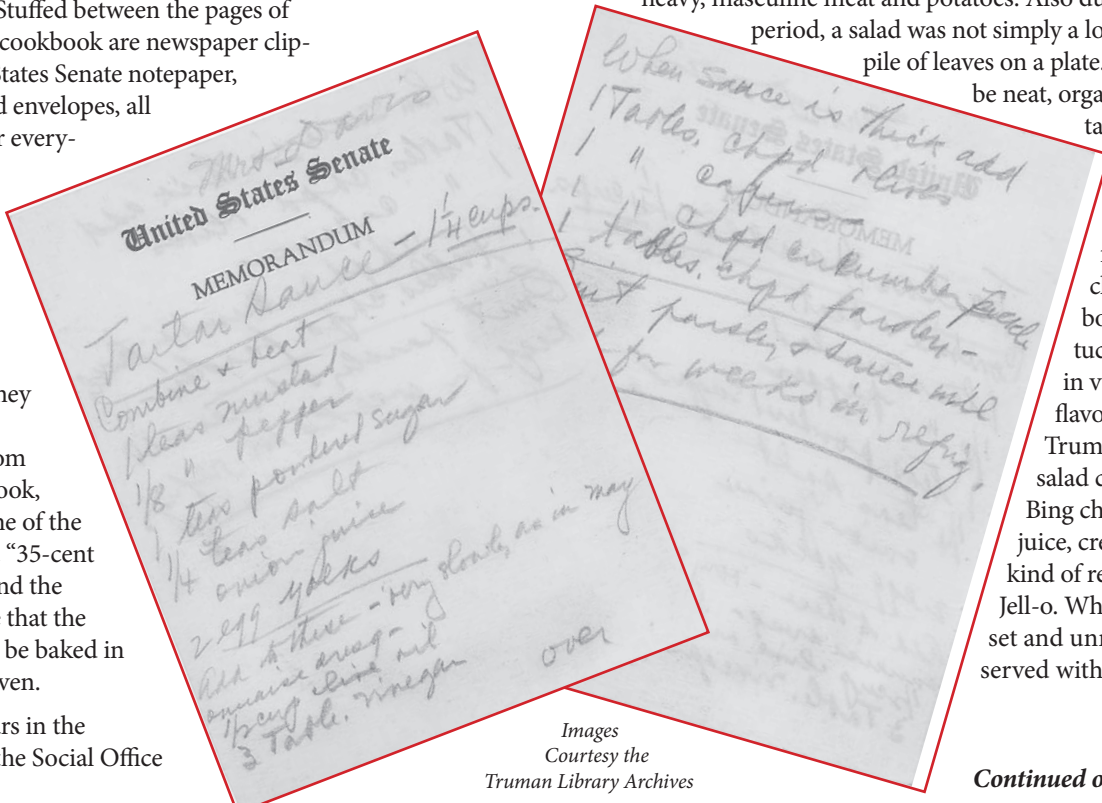 Stuffed between the pages of
cookbook are newspaper clip-
States Senate notepaper,
d envelopes, all
r every-
hey
om
ook,
ne of the
“35-cent
nd the
e that the
be baked in
ven.
rs in the
the Social Office
Mrs Davis
United States Senate
MEMORANDUM
Tartar Sauce - 1 1/4 cups.
Combine & beat
1 teas mustard
1/8 " pepper
1 teas powdered sugar
1/4 teas salt
onion juice
2 egg yolks
add to these - very slowly, as in may
onnaise
1/2 cup olive oil
3 Table. vinegar
over
When sauce is thick add
1 Tables. chpd olives
1 " capers
1 " chpd cucumber pickle
1 tables. chpd parsley -
parsley & sauce will
for weeks in refrig.
Images
Courtesy the
Truman Library Archives
heavy, masculine meat and potatoes. Also du
period, a salad was not simply a lo
pile of leaves on a plate.
be neat, orga
ta
cl
bo
tuc
in v
flavo
Trum
salad c
Bing ch
juice, cre
kind of re
Jell-o. Wh
set and unm
served with
Continued o